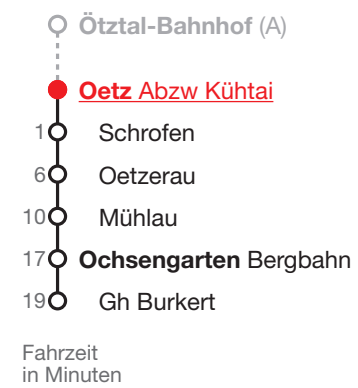 Ötztal-Bahnhof (A)
Oetz Abzw Kühtai
1 Schrofen
6 Oetzerau
10 Mühlau
17 Ochsengarten Bergbahn
19 Gh Burkert
Fahrzeit
in Minuten